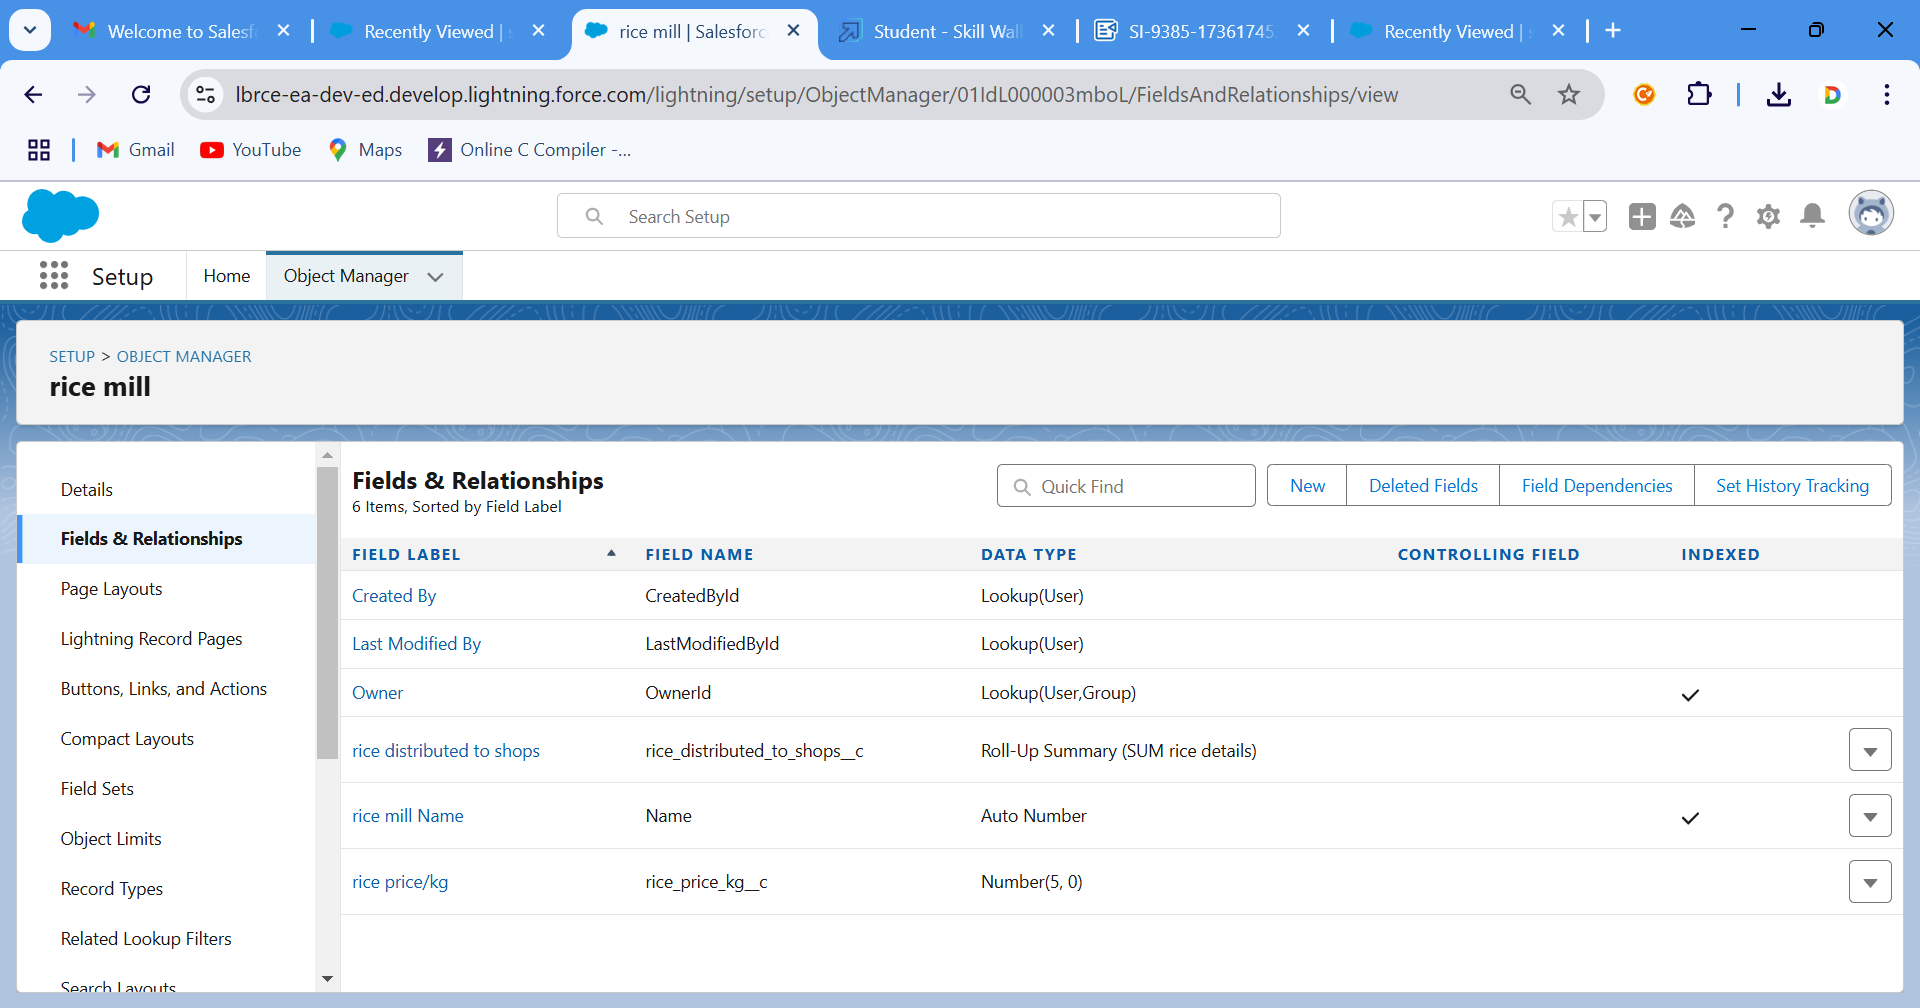 Welcome to Salesf
Recently Viewed | s
rice mill | Salesforc
Student - Skill Wall
SI-9385-17361745
Recently Viewed | s
lbrce-ea-dev-ed.develop.lightning.force.com/lightning/setup/ObjectManager/01IdL000003mboL/FieldsAndRelationships/view
Gmail
YouTube
Maps
Online C Compiler -...
Search Setup
Setup
Home
Object Manager
SETUP > OBJECT MANAGER
rice mill
Details
Fields & Relationships
Page Layouts
Lightning Record Pages
Buttons, Links, and Actions
Compact Layouts
Field Sets
Object Limits
Record Types
Related Lookup Filters
Search Layouts
Fields & Relationships
6 Items, Sorted by Field Label
Quick Find
New
Deleted Fields
Field Dependencies
Set History Tracking
FIELD LABEL FIELD NAME DATA TYPE CONTROLLING FIELD INDEXED
Created By CreatedById Lookup(User)
Last Modified By LastModifiedById Lookup(User)
Owner OwnerId Lookup(User,Group)
rice distributed to shops rice_distributed_to_shops__c Roll-Up Summary (SUM rice details)
rice mill Name Name Auto Number
rice price/kg rice_price_kg__c Number(5, 0)